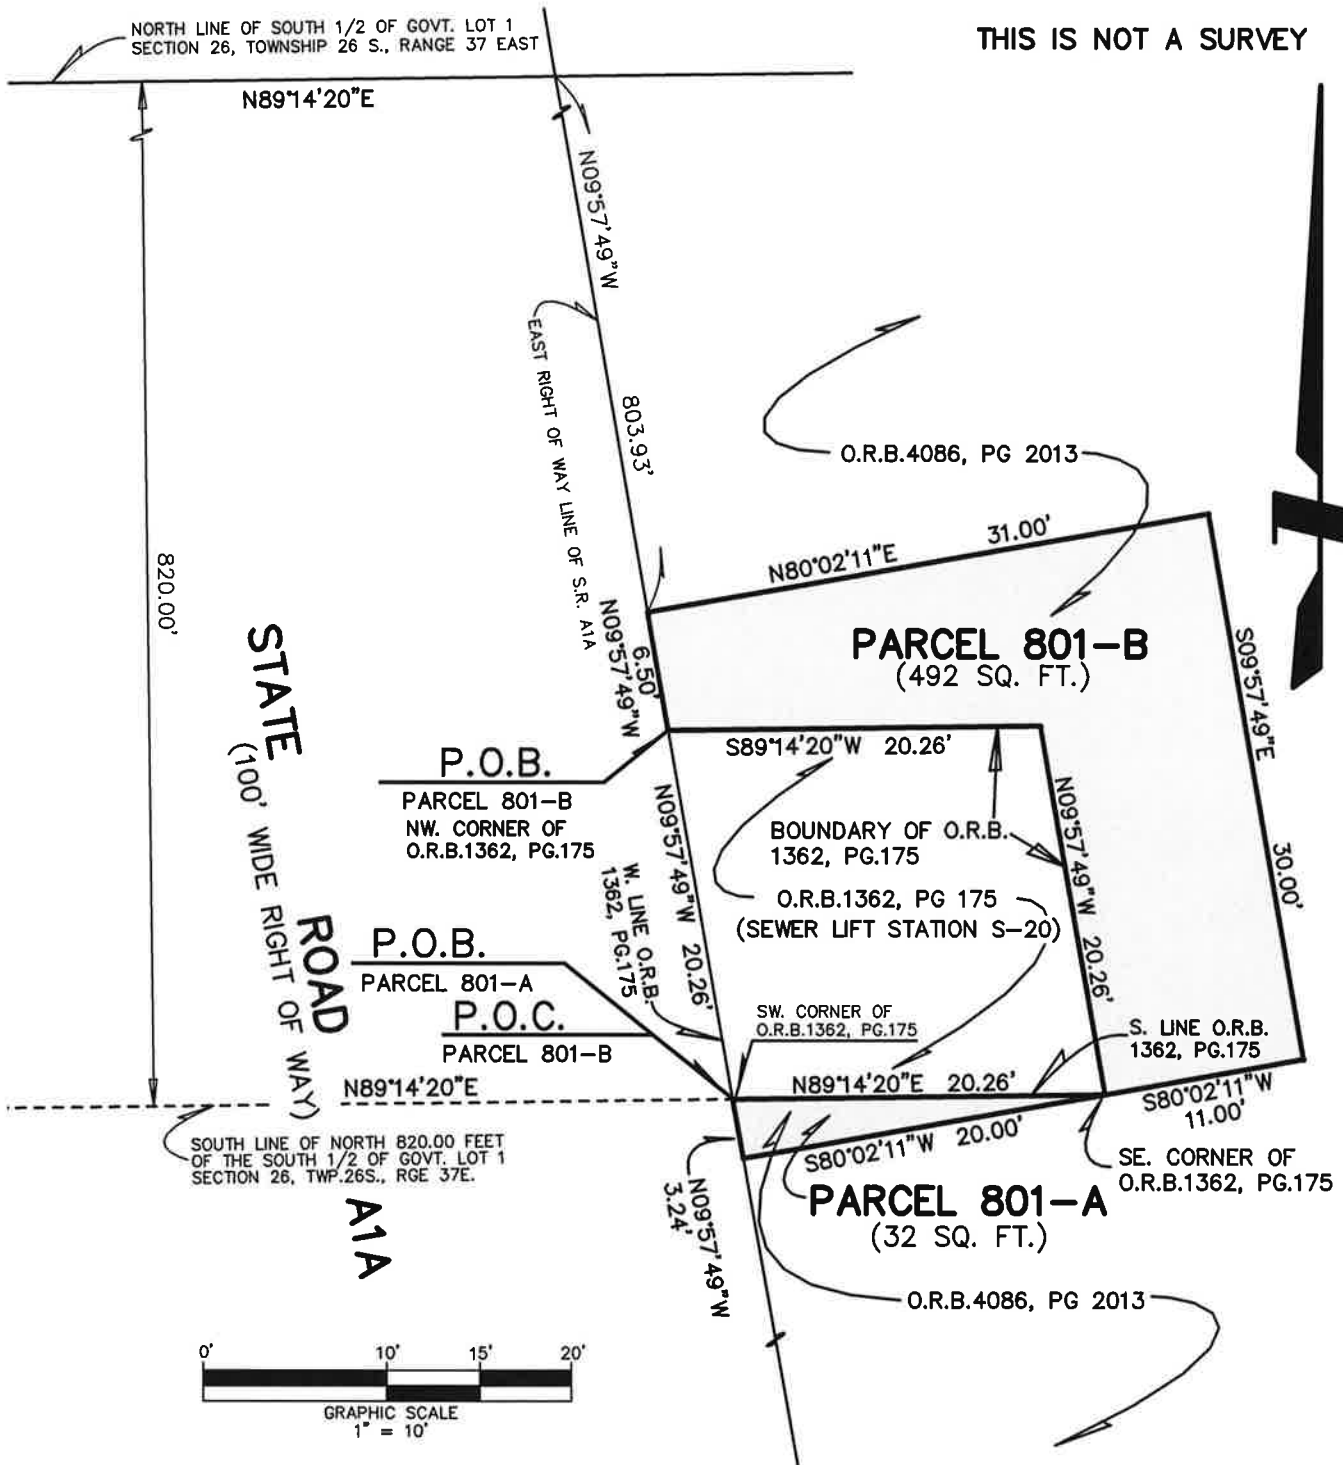 NORTH LINE OF SOUTH 1/2 OF GOVT. LOT 1
SECTION 26, TOWNSHIP 26 S., RANGE 37 EAST
THIS IS NOT A SURVEY
N89°14'20"E
N09°57'49"W
803.93'
EAST RIGHT OF WAY LINE OF S.R. A1A
O.R.B.4086, PG 2013
820.00'
N80°02'11"E
31.00'
N09°57'49"W
6.50'
PARCEL 801-B
(492 SQ. FT.)
S09°57'49"E
30.00'
STATE
ROAD
A1A
(100' WIDE RIGHT OF WAY)
S89°14'20"W 20.26'
P.O.B.
PARCEL 801-B
NW. CORNER OF
O.R.B.1362, PG.175
N09°57'49"W 20.26'
W. LINE O.R.B.
1362, PG.175
BOUNDARY OF O.R.B.
1362, PG.175
N09°57'49"W 20.26'
O.R.B.1362, PG 175
(SEWER LIFT STATION S-20)
P.O.B.
PARCEL 801-A
P.O.C.
PARCEL 801-B
SW. CORNER OF
O.R.B.1362, PG.175
S. LINE O.R.B.
1362, PG.175
N89°14'20"E
N89°14'20"E 20.26'
S80°02'11"W
11.00'
SOUTH LINE OF NORTH 820.00 FEET
OF THE SOUTH 1/2 OF GOVT. LOT 1
SECTION 26, TWP.26S., RGE 37E.
S80°02'11"W 20.00'
SE. CORNER OF
O.R.B.1362, PG.175
N09°57'49"W
3.24'
PARCEL 801-A
(32 SQ. FT.)
O.R.B.4086, PG 2013
0' 10' 15' 20'
GRAPHIC SCALE
1" = 10'